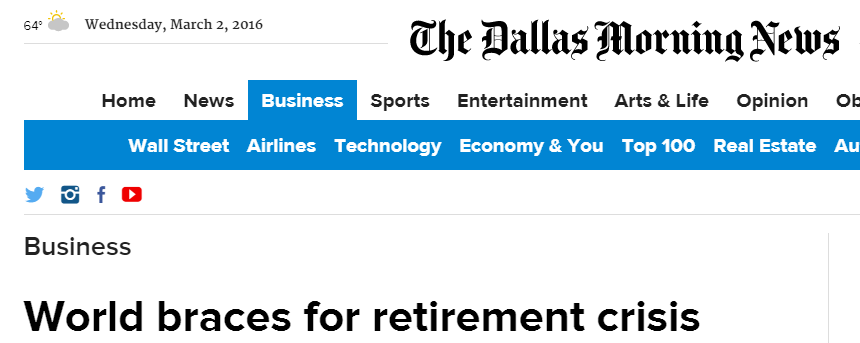 64° Wednesday, March 2, 2016
The Dallas Morning News
Home News Business Sports Entertainment Arts & Life Opinion Ob
Wall Street Airlines Technology Economy & You Top 100 Real Estate Au
Business
World braces for retirement crisis